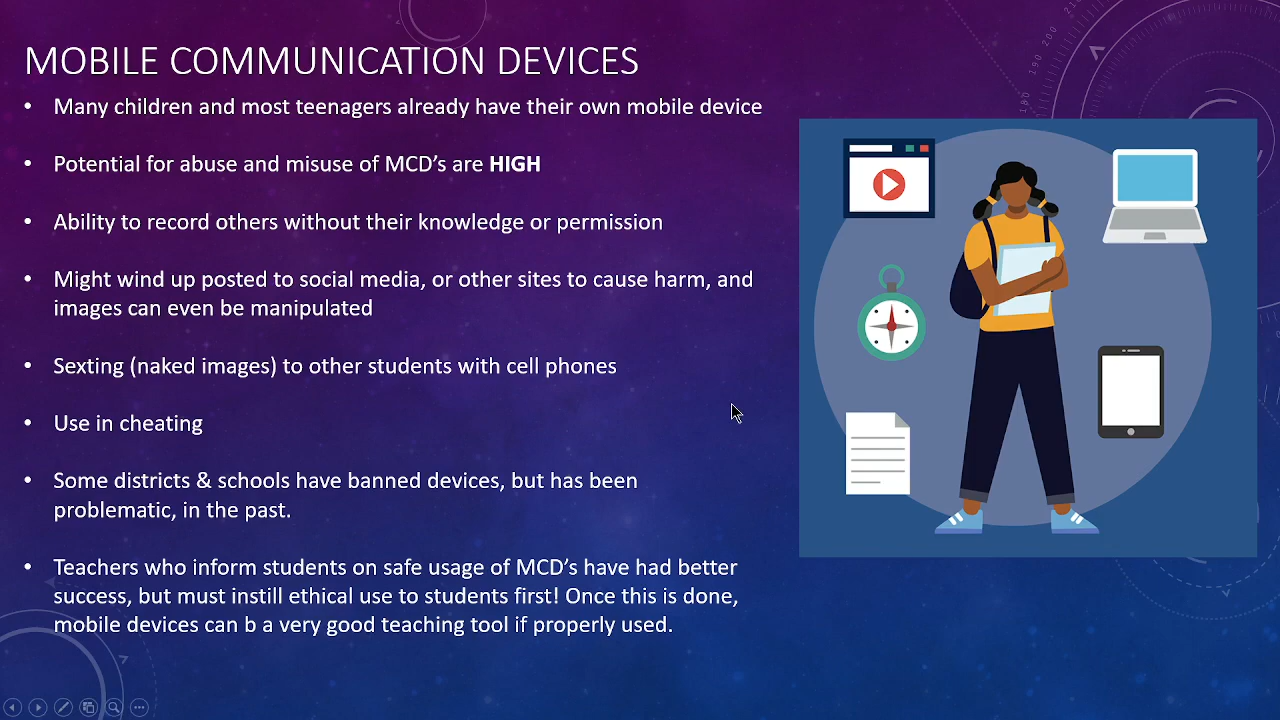 MOBILE COMMUNICATION DEVICES
• Many children and most teenagers already have their own mobile device
• Potential for abuse and misuse of MCD's are HIGH
• Ability to record others without their knowledge or permission
• Might wind up posted to social media, or other sites to cause harm, and
images can even be manipulated
• Sexting (naked images) to other students with cell phones
• Use in cheating
• Some districts & schools have banned devices, but has been
problematic, in the past.
• Teachers who inform students on safe usage of MCD's have had better
success, but must instill ethical use to students first! Once this is done,
mobile devices can b a very good teaching tool if properly used.
190 200
210